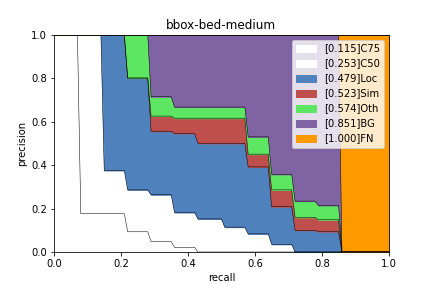 bbox-bed-medium
[0.115]C75
[0.253]C50
[0.479]Loc
[0.523]Sim
[0.574]Oth
[0.851]BG
[1.000]FN
precision
1.0
0.8
0.6
0.4
0.2
0.0
0.0 0.2 0.4 0.6 0.8 1.0
recall